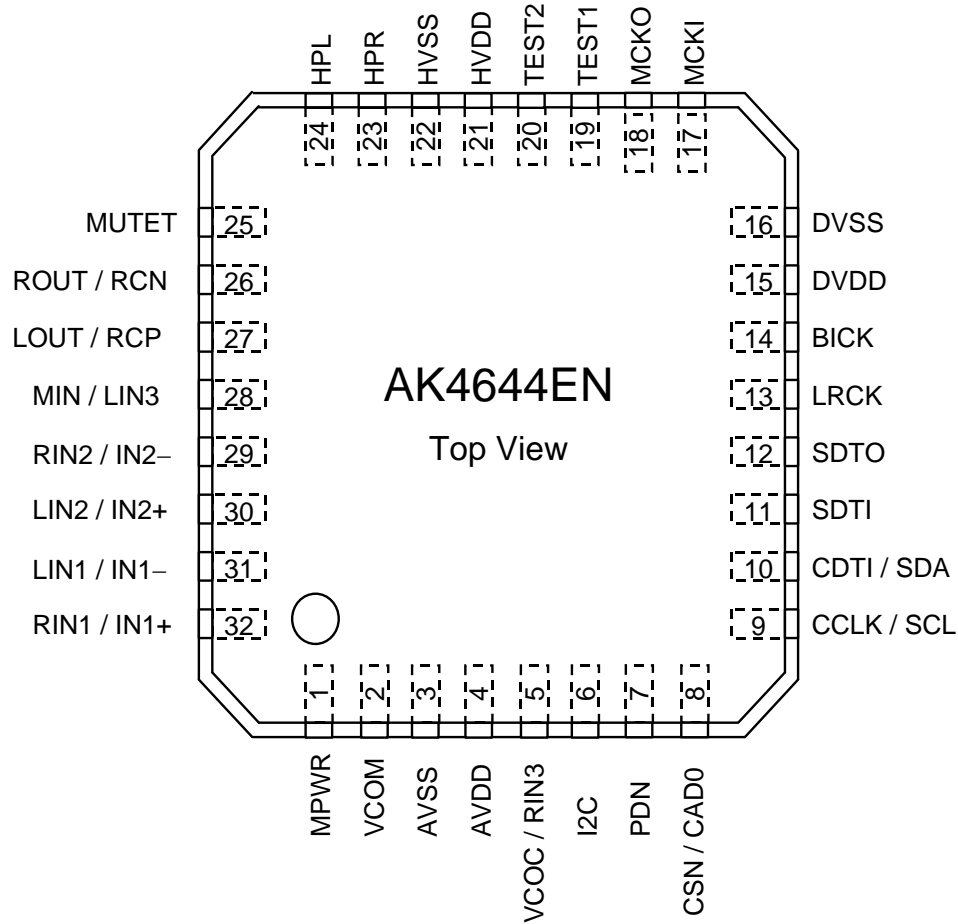 HPL
HPR
HVSS
HVDD
TEST2
TEST1
MCKO
MCKI
24
23
22
21
20
19
18
17
MUTET 25
ROUT / RCN 26
LOUT / RCP 27
MIN / LIN3 28
RIN2 / IN2− 29
LIN2 / IN2+ 30
LIN1 / IN1− 31
RIN1 / IN1+ 32
AK4644EN
Top View
16 DVSS
15 DVDD
14 BICK
13 LRCK
12 SDTO
11 SDTI
10 CDTI / SDA
9 CCLK / SCL
1
2
3
4
5
6
7
8
MPWR
VCOM
AVSS
AVDD
VCOC / RIN3
I2C
PDN
CSN / CAD0